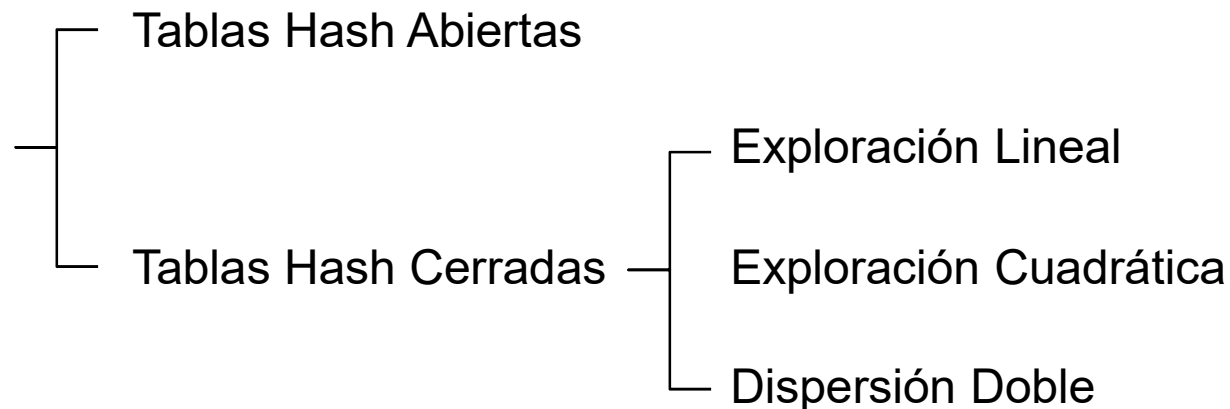 Tablas Hash Abiertas
Exploración Lineal
Tablas Hash Cerradas
Exploración Cuadrática
Dispersión Doble